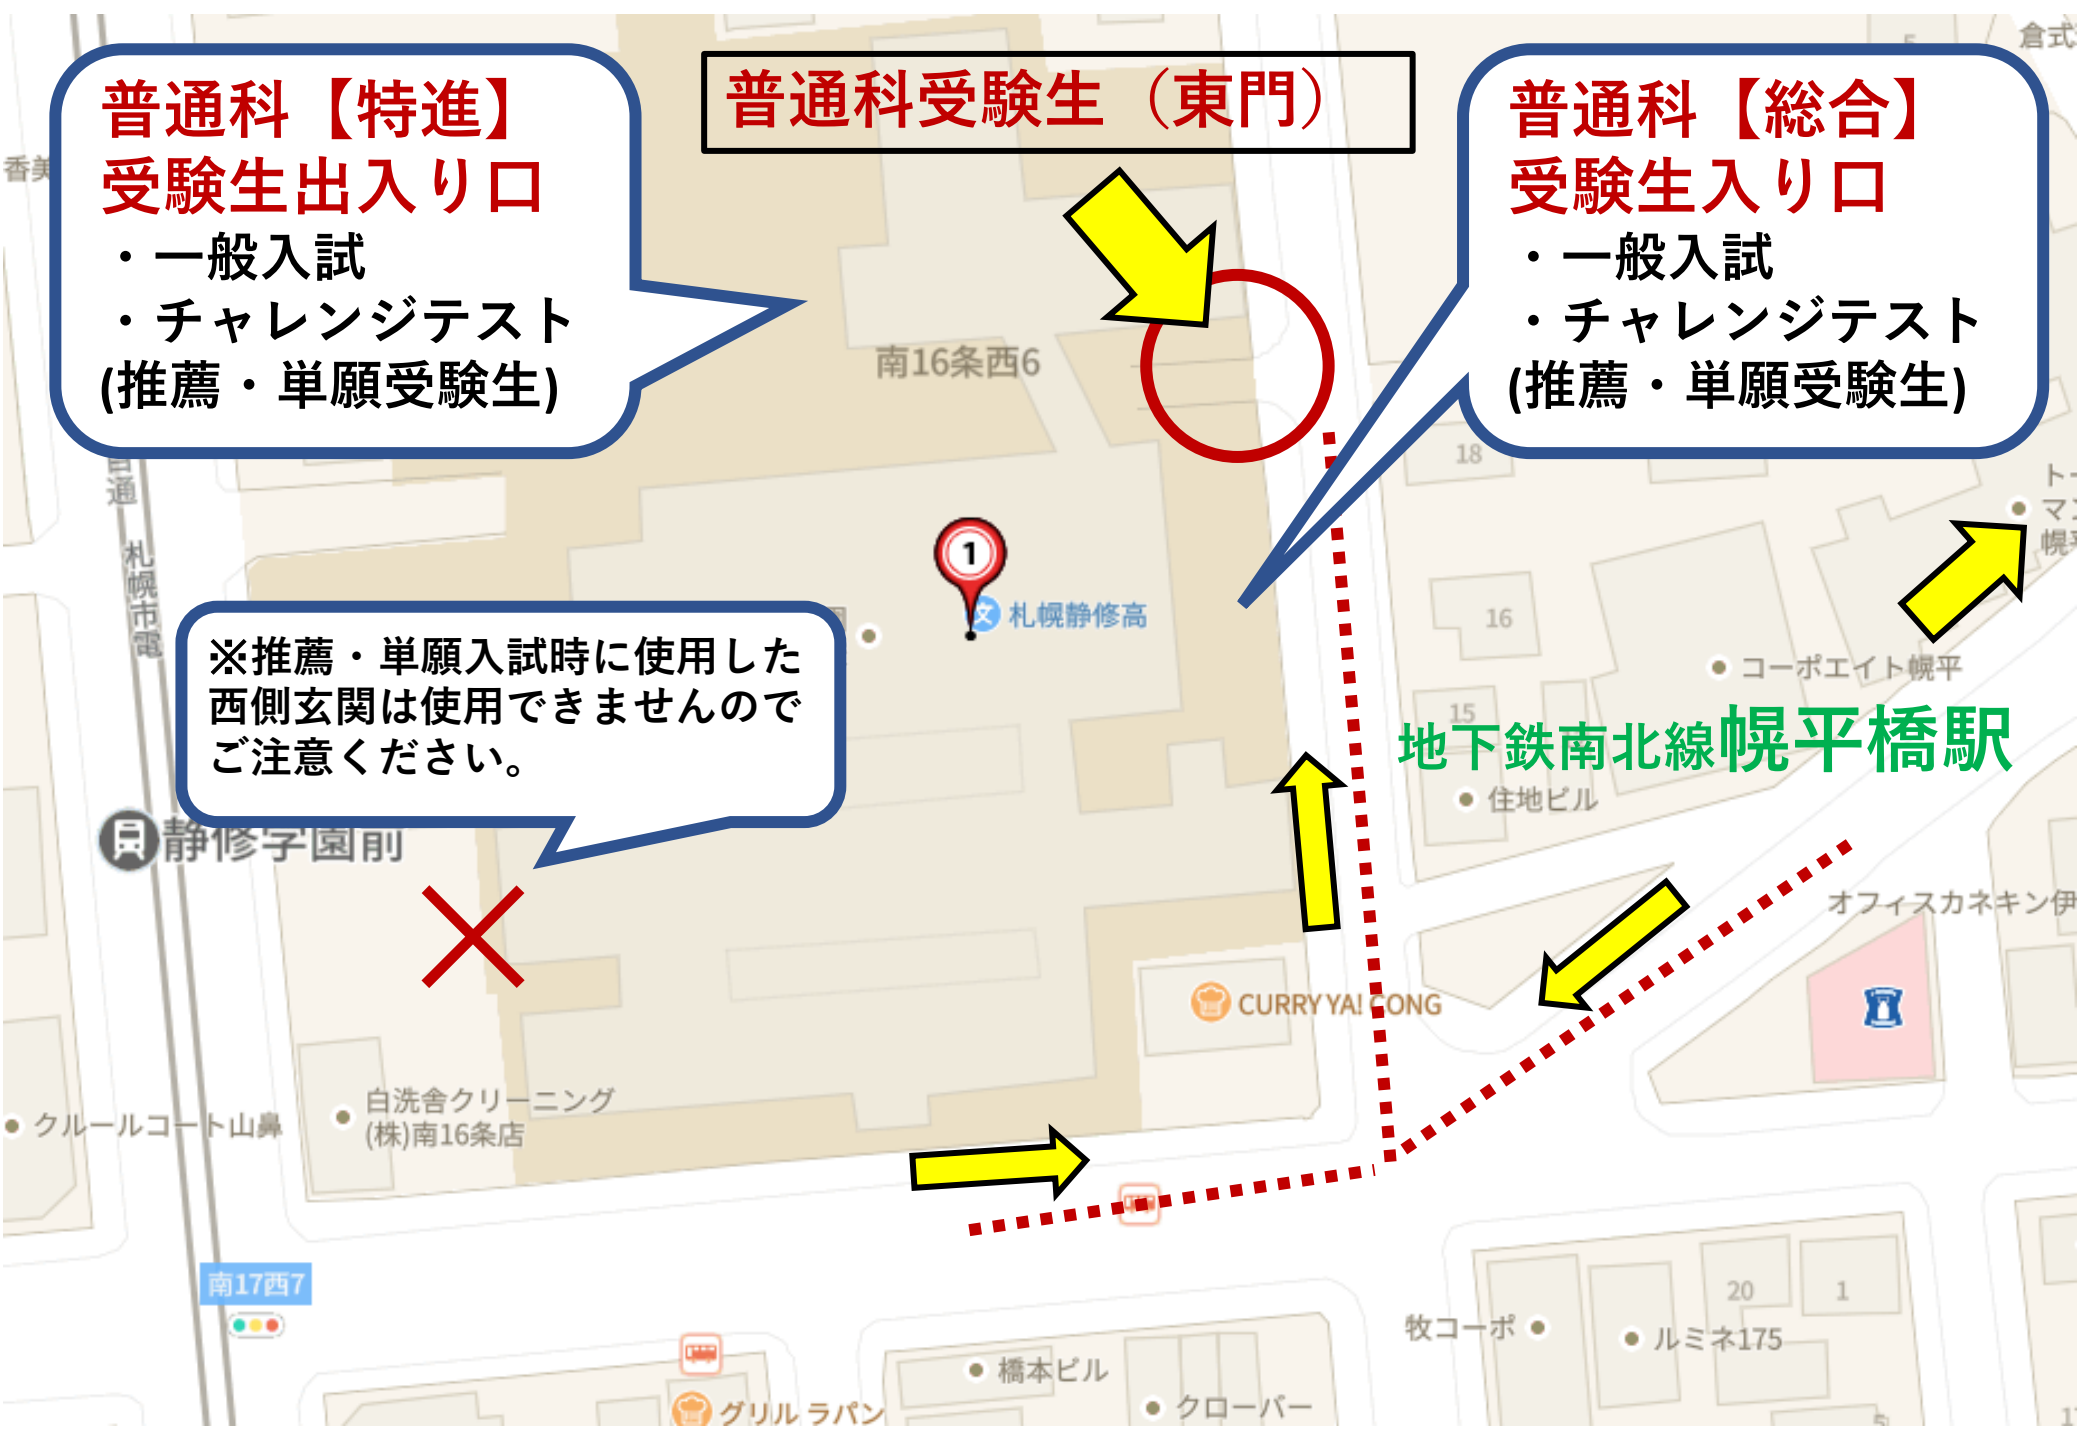 普通科【特進】
受験生出入り口
・一般入試
・チャレンジテスト
(推薦・単願受験生)
普通科受験生（東門）
普通科【総合】
受験生入り口
・一般入試
・チャレンジテスト
(推薦・単願受験生)
倉式
香美
南16条西6
18
札幌市電
1
文
札幌静修高
16
コーポエイト幌平
※推薦・単願入試時に使用した
西側玄関は使用できませんので
ご注意ください。
15
地下鉄南北線幌平橋駅
住地ビル
静修学園前
オフィスカネキン伊
CURRY YA! CONG
白洗舎クリーニング
(株)南16条店
クルールコート山鼻
南17西7
20
1
牧コーポ
ルミネ175
橋本ビル
グリル ラパン
クローバー